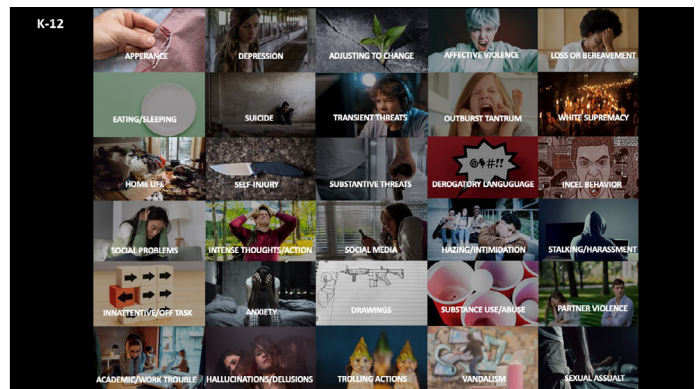 K-12
APPERANCE
DEPRESSION
ADJUSTING TO CHANGE
AFFECTIVE VIOLENCE
LOSS OR BEREAVEMENT
EATING/SLEEPING
SUICIDE
TRANSIENT THREATS
OUTBURST TANTRUM
WHITE SUPREMACY
HOME LIFE
SELF-INJURY
SUBSTANTIVE THREATS
DEROGATORY LANGUGUAGE
INCEL BEHAVIOR
SOCIAL PROBLEMS
INTENSE THOUGHTS/ACTION
SOCIAL MEDIA
HAZING/INTIMIDATION
STALKING/HARASSMENT
INNATTENTIVE/OFF TASK
ANXIETY
DRAWINGS
SUBSTANCE USE/ABUSE
PARTNER VIOLENCE
ACADEMIC/WORK TROUBLE
HALLUCINATIONS/DELUSIONS
TROLLING ACTIONS
VANDALISM
SEXUAL ASSUALT